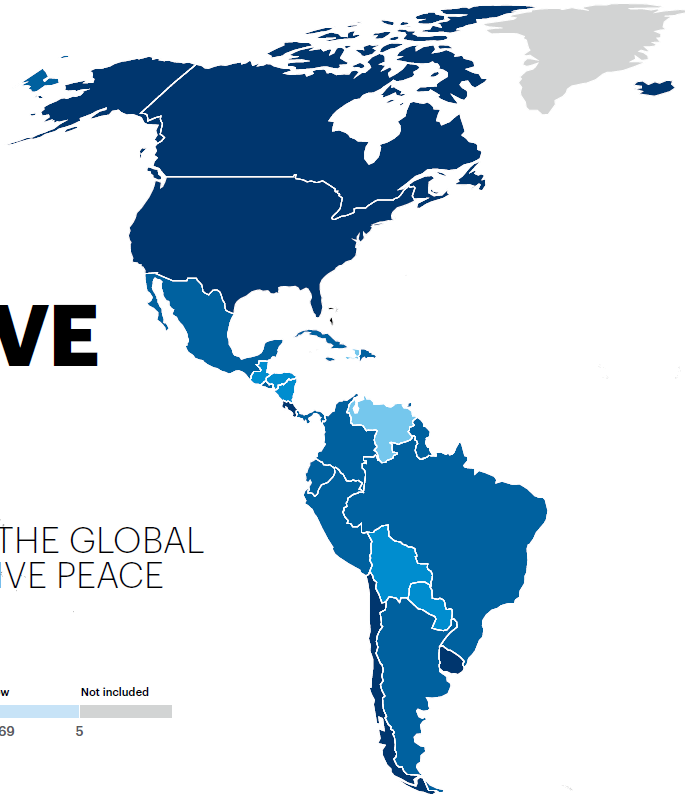 VE
THE GLOBAL
IVE PEACE
w Not included
69 5